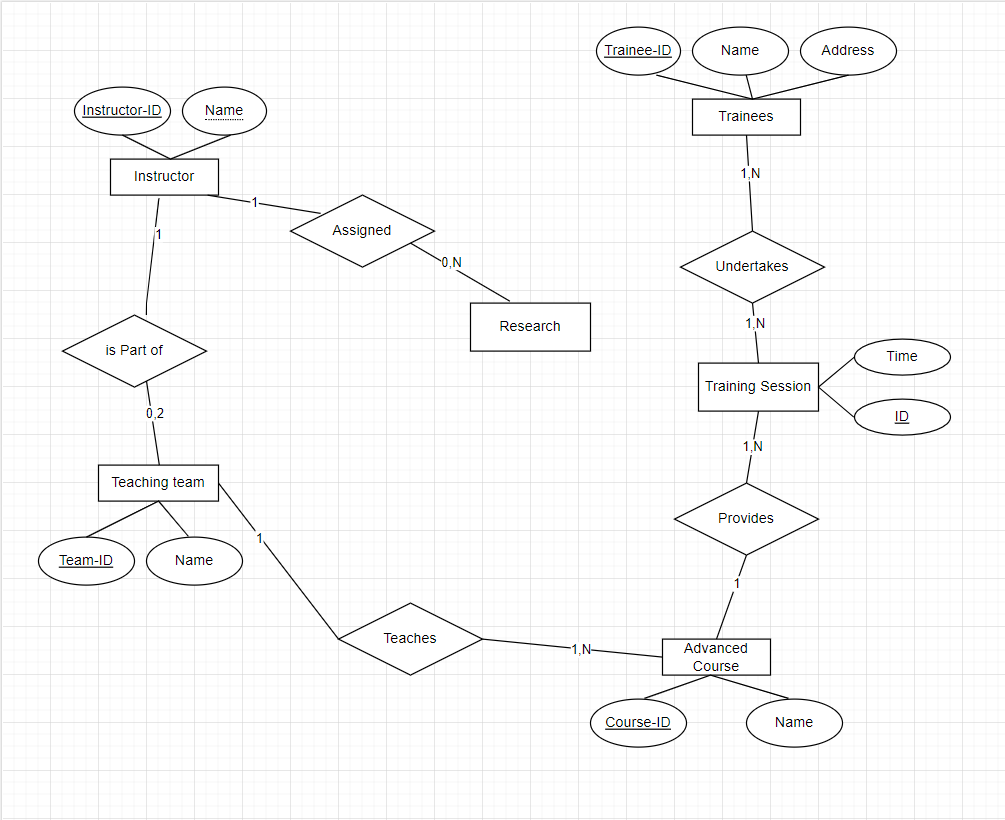 Trainee-ID
Name
Address
Trainees
Instructor-ID
Name
Instructor
1
Assigned
0,N
Research
1
is Part of
0,2
Teaching team
Team-ID
Name
1
Teaches
1,N
1,N
Undertakes
1,N
Training Session
Time
ID
1,N
Provides
1
Advanced
Course
Course-ID
Name